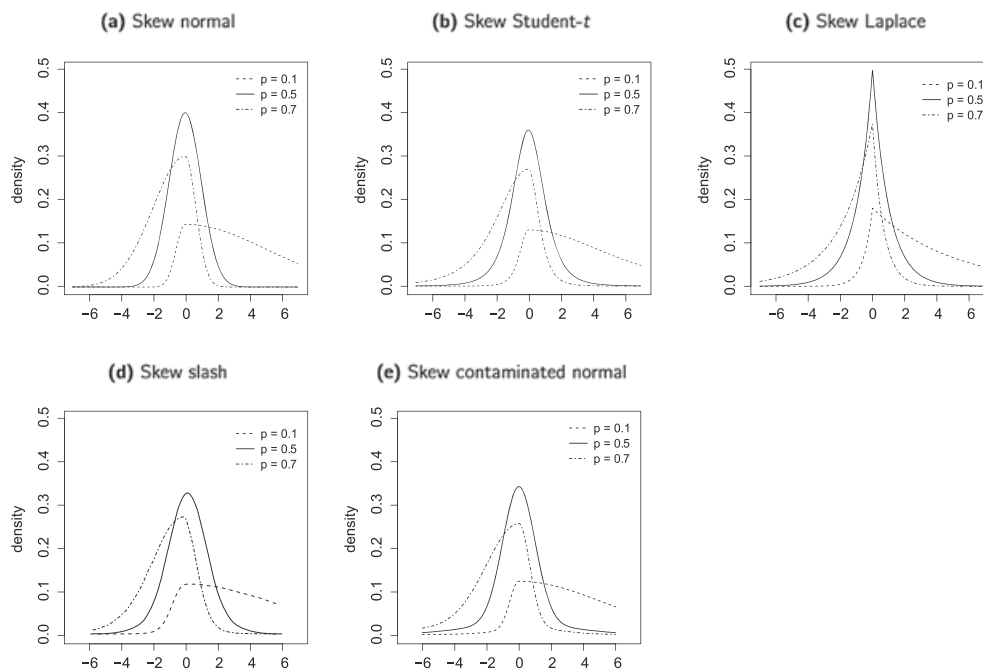 (a) Skew normal
(b) Skew Student-t
(c) Skew Laplace
density
0.0 0.1 0.2 0.3 0.4 0.5
p = 0.1
p = 0.5
p = 0.7
−6 −4 −2 0 2 4 6
density
0.0 0.1 0.2 0.3 0.4 0.5
p = 0.1
p = 0.5
p = 0.7
−6 −4 −2 0 2 4 6
density
0.0 0.1 0.2 0.3 0.4 0.5
p = 0.1
p = 0.5
p = 0.7
−6 −4 −2 0 2 4 6
(d) Skew slash
(e) Skew contaminated normal
density
0.0 0.1 0.2 0.3 0.4 0.5
p = 0.1
p = 0.5
p = 0.7
−6 −4 −2 0 2 4 6
density
0.0 0.1 0.2 0.3 0.4 0.5
p = 0.1
p = 0.5
p = 0.7
−6 −4 −2 0 2 4 6